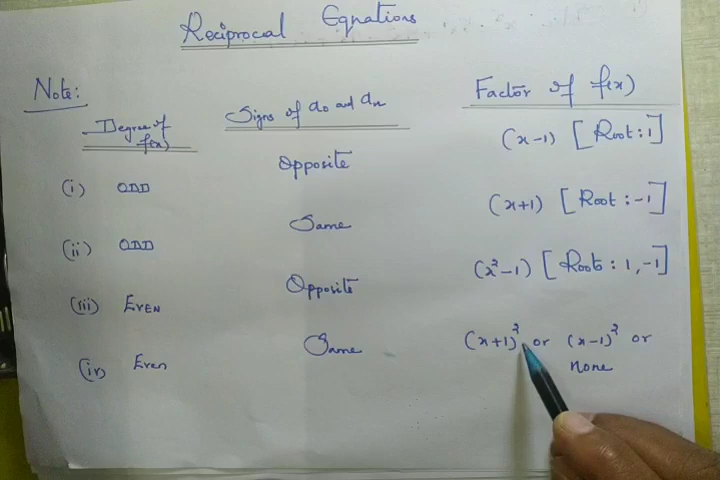 Reciprocal Equations
Note:
Degree of f(x)
Signs of a0 and an
Factor of f(x)
(i) ODD Opposite (x-1) [Root:1]
(ii) ODD Same (x+1) [Root:-1]
(iii) EVEN Opposite (x²-1) [Roots: 1,-1]
(iv) Even Same (x+1)² or (x-1)² or
none